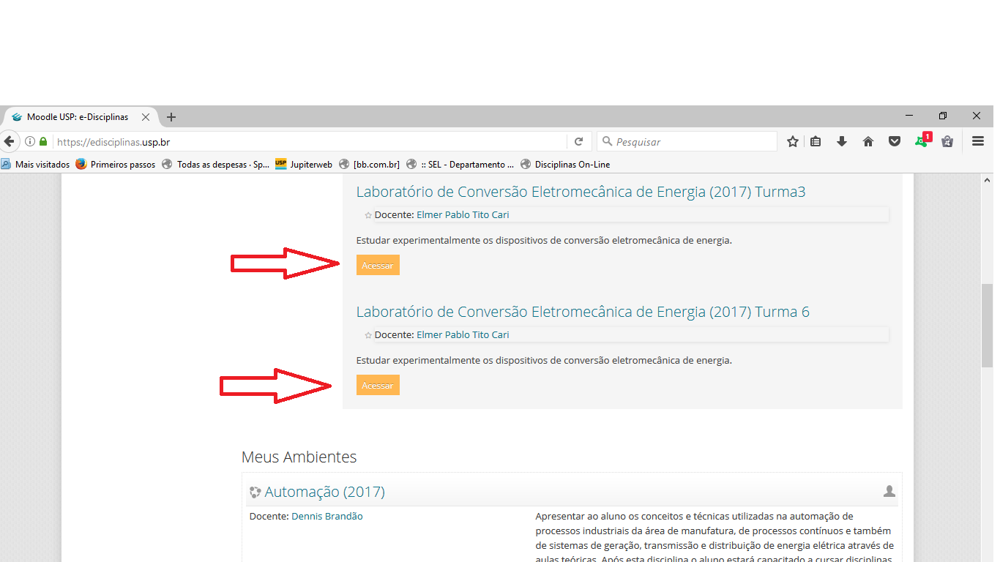 Moodle USP: e-Disciplinas
https://edisciplinas.usp.br
Pesquisar
1
Mais visitados
Primeiros passos
Todas as despesas · Sp...
USP
Jupiterweb
[bb.com.br]
:: SEL - Departamento ...
Disciplinas On-Line
Laboratório de Conversão Eletromecânica de Energia (2017) Turma3
Docente: Elmer Pablo Tito Cari
Estudar experimentalmente os dispositivos de conversão eletromecânica de energia.
Acessar
Laboratório de Conversão Eletromecânica de Energia (2017) Turma 6
Docente: Elmer Pablo Tito Cari
Estudar experimentalmente os dispositivos de conversão eletromecânica de energia.
Acessar
Meus Ambientes
Automação (2017)
Docente: Dennis Brandão
Apresentar ao aluno os conceitos e técnicas utilizadas na automação de
processos industriais da área de manufatura, de processos contínuos e também
de sistemas de geração, transmissão e distribuição de energia elétrica através de
aulas teóricas. Após esta disciplina o aluno estará capacitado a cursar disciplinas